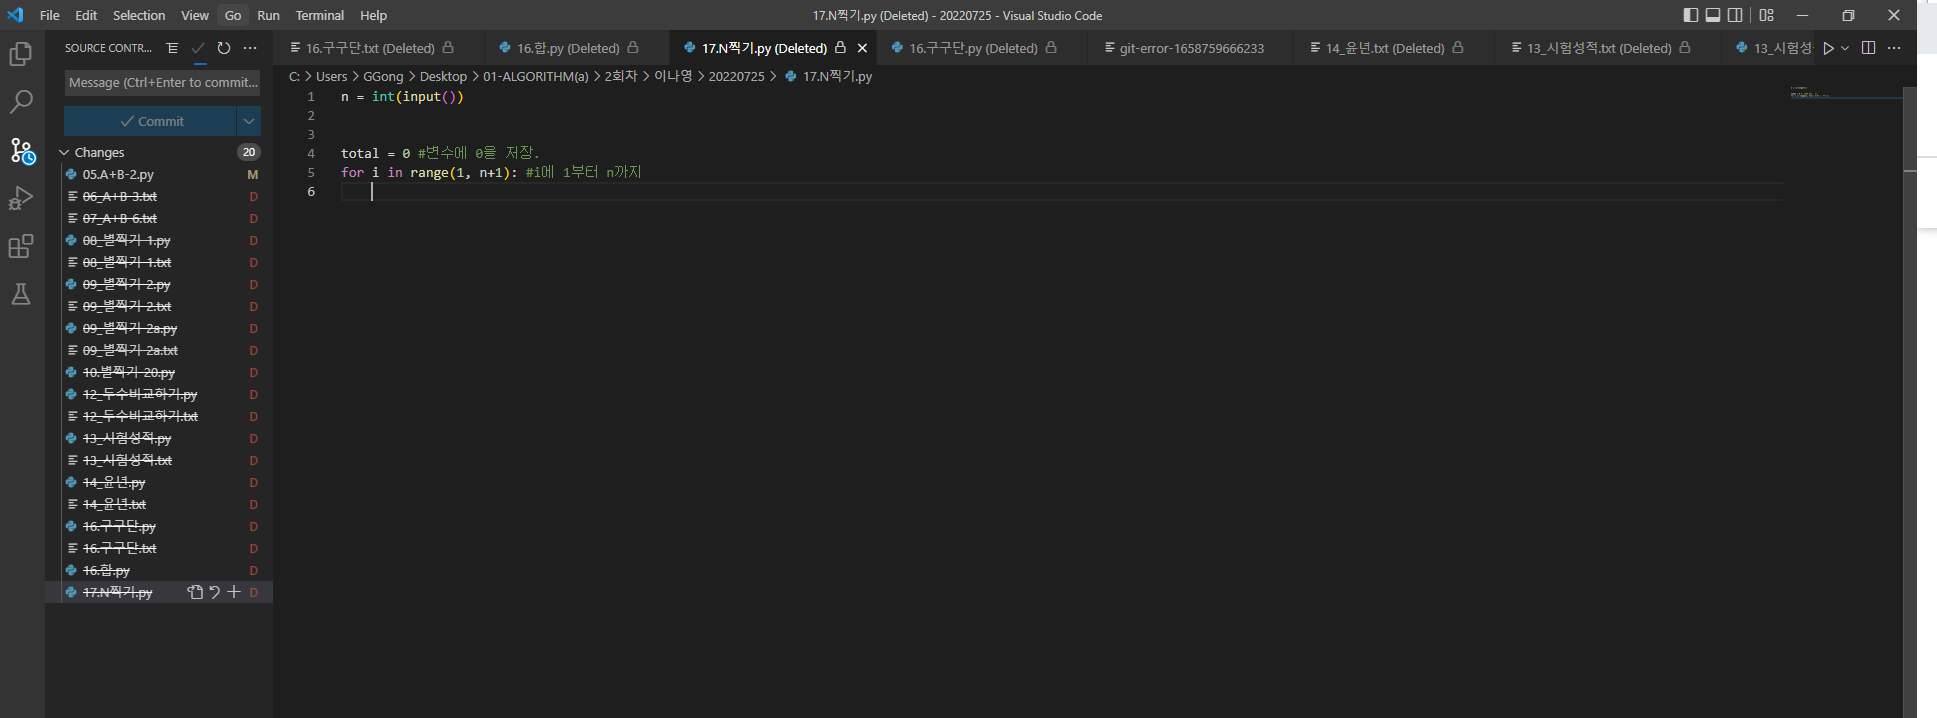 File Edit Selection View Go Run Terminal Help 17.N찍기.py (Deleted) - 20220725 - Visual Studio Code
SOURCE CONTR...
16.구구단.txt (Deleted) 16.합.py (Deleted) 17.N찍기.py (Deleted) 16.구구단.py (Deleted) git-error-1658759666233 14_윤년.txt (Deleted) 13_시험성적.txt (Deleted) 13_시험성
Message (Ctrl+Enter to commit...
Commit
Changes 20
05.A+B-2.py M
06_A+B-3.txt D
07_A+B-6.txt D
08_별찍기-1.py D
08_별찍기-1.txt D
09_별찍기-2.py D
09_별찍기-2.txt D
09_별찍기-2a.py D
09_별찍기-2a.txt D
10.별찍기-20.py D
12_두수비교하기.py D
12_두수비교하기.txt D
13_시험성적.py D
13_시험성적.txt D
14_윤년.py D
14_윤년.txt D
16.구구단.py D
16.구구단.txt D
16.합.py D
17.N찍기.py D
C: > Users > GGong > Desktop > 01-ALGORITHM(a) > 2회차 > 이나영 > 20220725 > 17.N찍기.py
1 n = int(input())
2
3
4 total = 0 #변수에 0을 저장.
5 for i in range(1, n+1): #i에 1부터 n까지
6